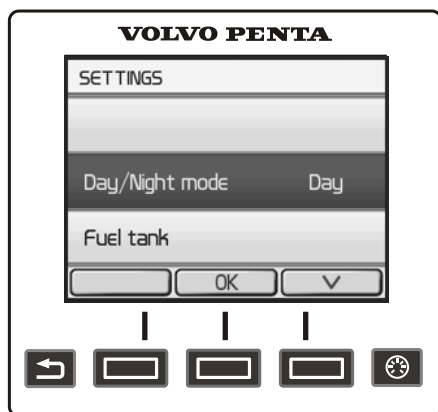 VOLVO PENTA
SETTINGS
Day/Night mode Day
Fuel tank
OK